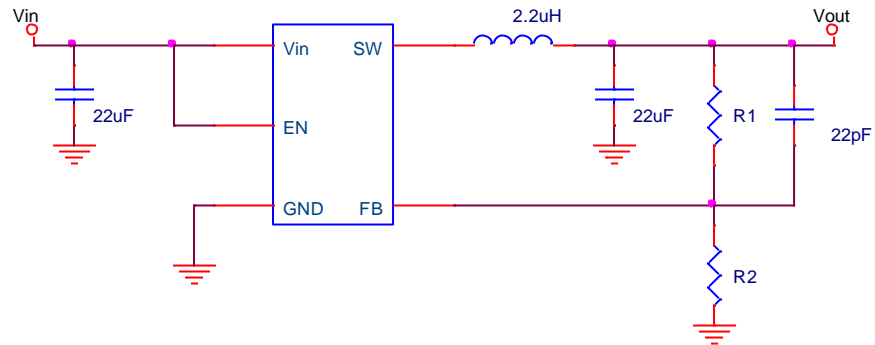 Vin
2.2uH
Vout
Vin
SW
22uF
22uF
R1
22pF
EN
GND
FB
R2